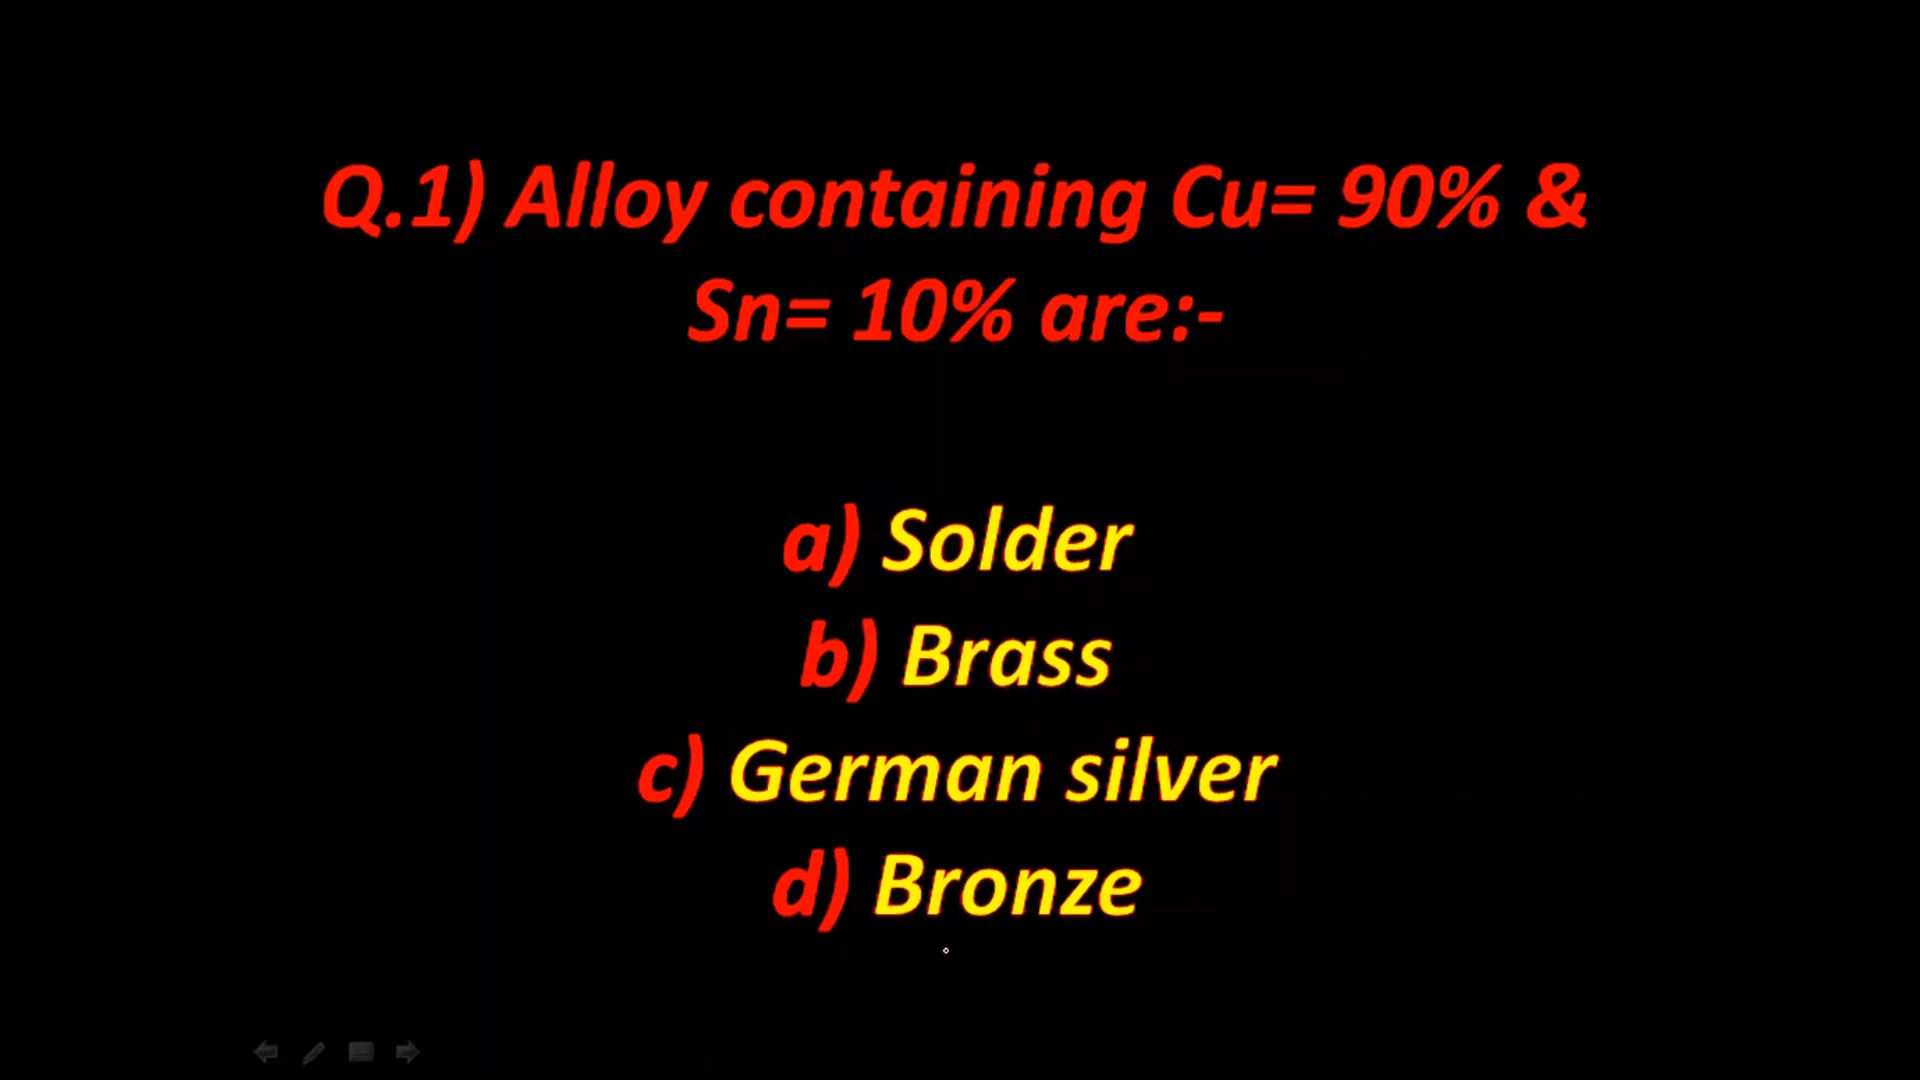 Q.1) Alloy containing Cu= 90% &
Sn= 10% are:-
a) Solder
b) Brass
c) German silver
d) Bronze